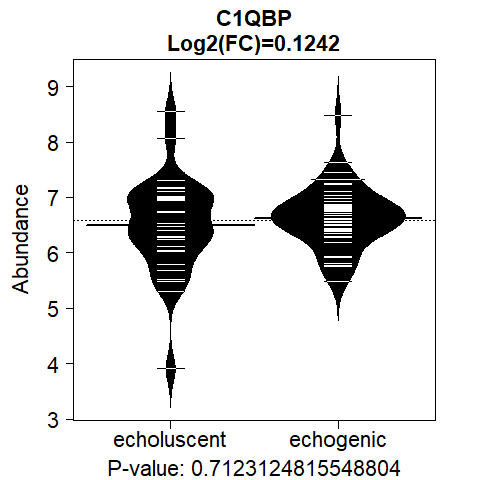 C1QBP
Log2(FC)=0.1242
9
8
7
6
5
4
3
Abundance
echoluscent echogenic
P-value: 0.7123124815548804